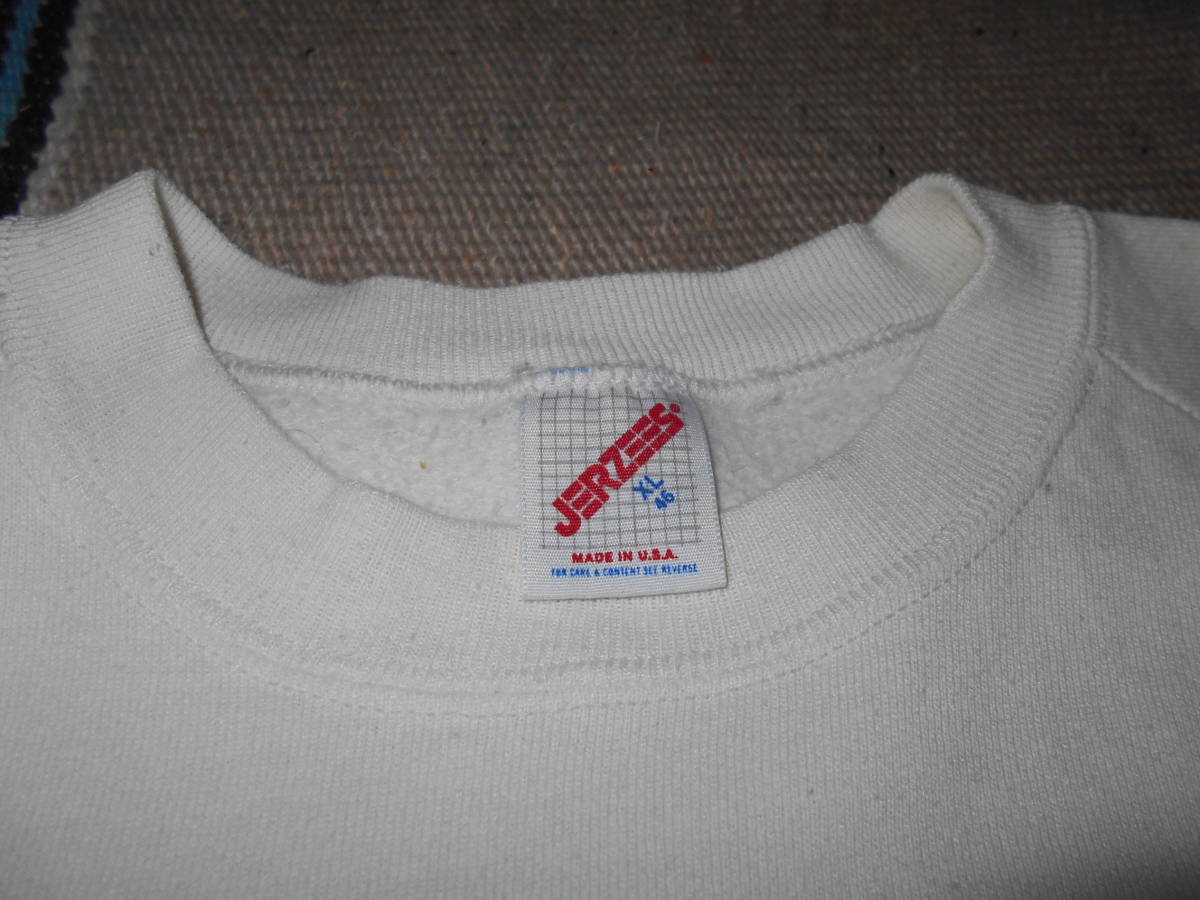 JERZEES®
XL
46
MADE IN U.S.A.
FOR CARE & CONTENT SEE REVERSE